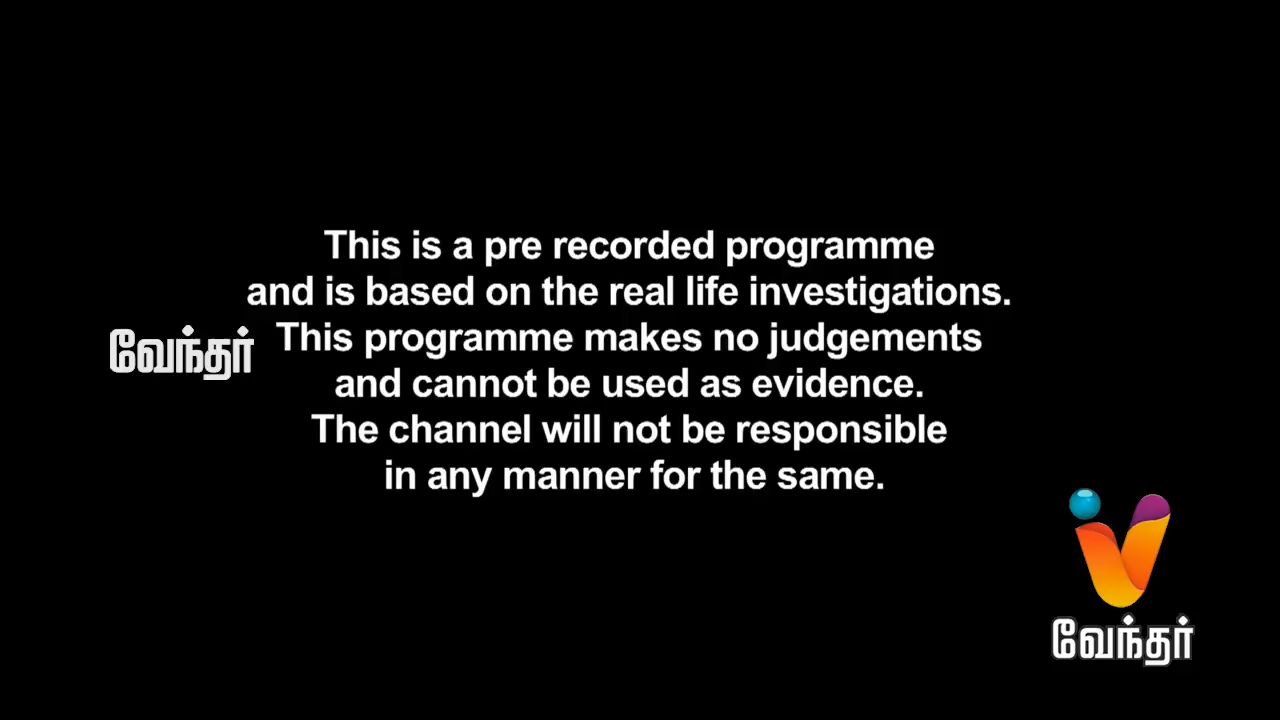 This is a pre recorded programme
and is based on the real life investigations.
வேந்தர்
This programme makes no judgements
and cannot be used as evidence.
The channel will not be responsible
in any manner for the same.
வேந்தர்